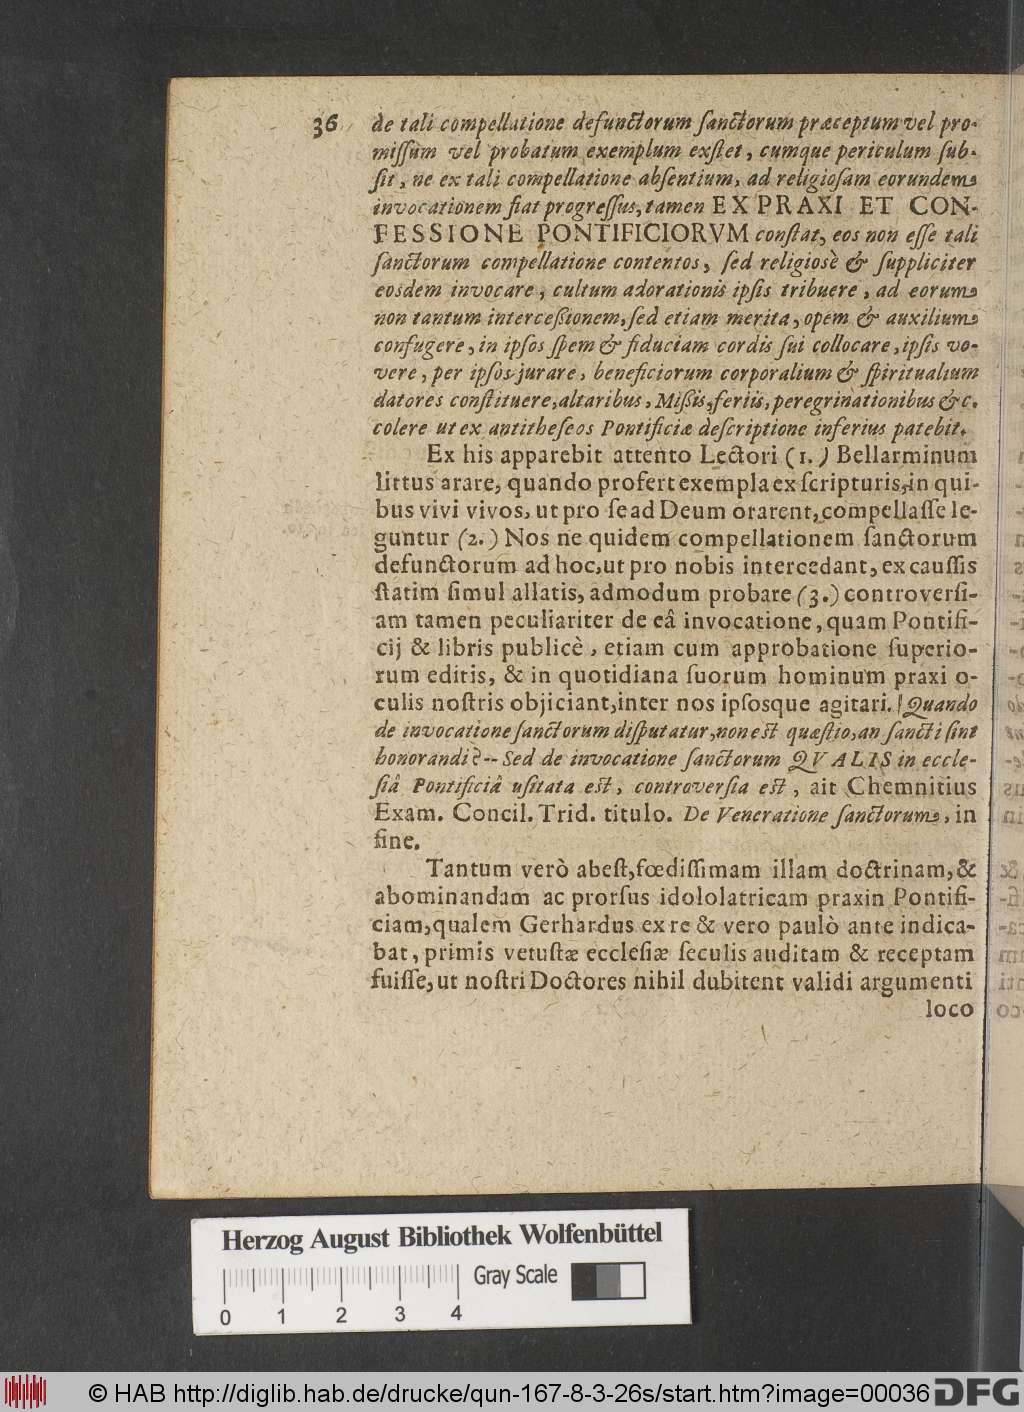 36 de tali compellatione defunctorum ſanctorum præceptum vel pro-
miſſum vel probatum exemplum exſtet, cumque periculum ſub-
ſit, ne ex tali compellatione abſentium, ad religioſam eorundem
invocationem fiat progreſſus, tamen EX PRAXI ET CON-
FESSIONE PONTIFICIORVM conſtat, eos non eſſe tali
ſanctorum compellatione contentos, ſed religiosè & ſuppliciter
eosdem invocare, cultum adorationis ipſis tribuere, ad eorum
non tantum interceßionem, ſed etiam merita, opem & auxilium
confugere, in ipſos ſpem & fiduciam cordis ſui collocare, ipſis vo-
vere, per ipſos jurare, beneficiorum corporalium & ſpiritualium
datores conſtituere, altaribus, Mißis, feriis, peregrinationibus &c.
colere ut ex antitheſeos Pontificiæ deſcriptione inferius patebit.
Ex his apparebit attento Lectori (1.) Bellarminum
littus arare, quando profert exempla ex ſcripturis, in qui-
bus vivi vivos, ut pro ſe ad Deum orarent, compellaſſe le-
guntur (2.) Nos ne quidem compellationem ſanctorum
defunctorum ad hoc, ut pro nobis intercedant, ex cauſſis
ſtatim ſimul allatis, admodum probare (3.) controverſi-
am tamen peculiariter de eâ invocatione, quam Pontifi-
cij & libris publicè, etiam cum approbatione ſuperio-
rum editis, & in quotidiana ſuorum hominum praxi o-
culis noſtris objiciant, inter nos ipſosque agitari. Quando
de invocatione ſanctorum diſputatur, non eſt quæſtio, an ſancti ſint
honorandi? -- Sed de invocatione ſanctorum QVALIS in eccle-
ſiâ Pontificiâ uſitata eſt, controverſia eſt, ait Chemnitius
Exam. Concil. Trid. titulo. De Veneratione ſanctorum, in
fine.
Tantum verò abeſt, fœdiſſimam illam doctrinam, &
abominandam ac prorſus idololatricam praxin Pontifi-
ciam, qualem Gerhardus ex re & vero paulò ante indica-
bat, primis vetuſtæ eccleſiæ ſeculis auditam & receptam
fuiſſe, ut noſtri Doctores nihil dubitent validi argumenti
loco
Herzog August Bibliothek Wolfenbüttel
Gray Scale
0 1 2 3 4
© HAB http://diglib.hab.de/drucke/qun-167-8-3-26s/start.htm?image=00036 DFG